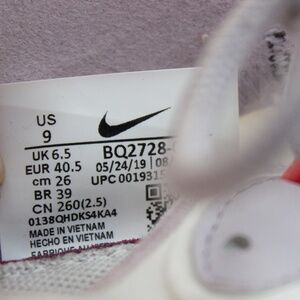 US
9
UK 6.5
EUR 40.5
cm 26
BR 39
CN 260(2.5)
BQ2728-
05/24/19 | 08/
UPC 0019315
0138QHDKS4KA4
MADE IN VIETNAM
HECHO EN VIETNAM